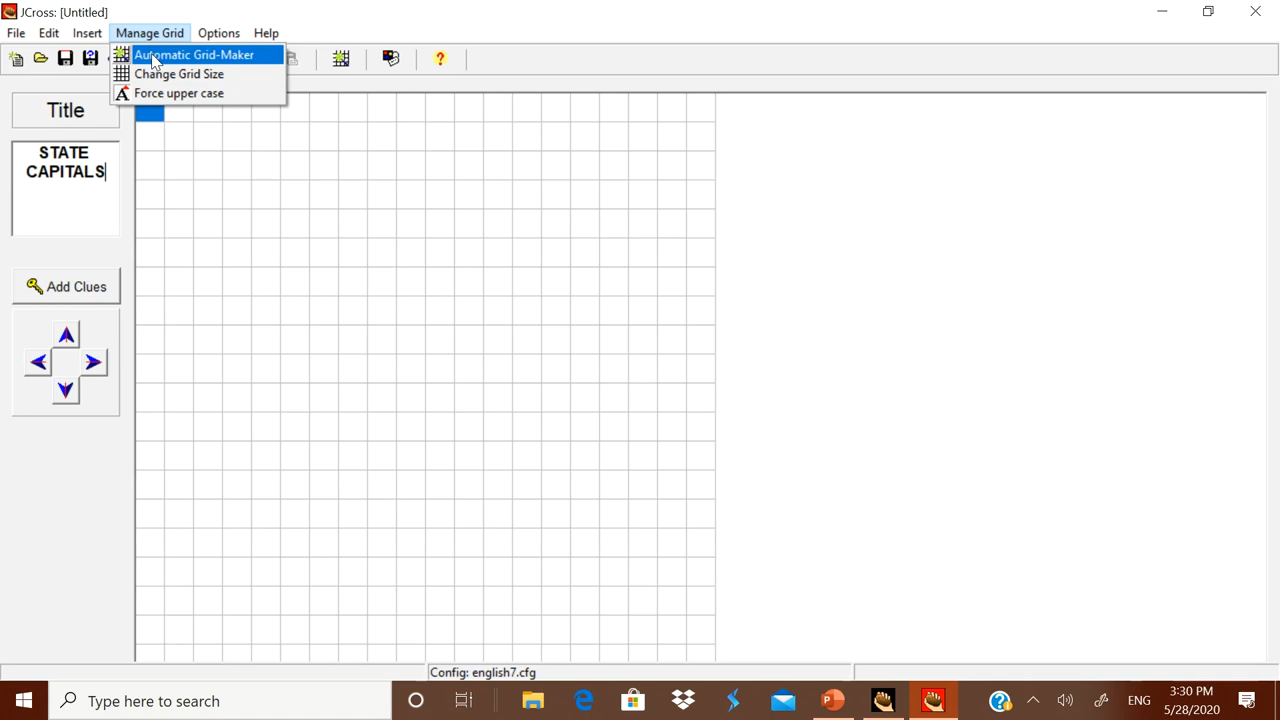 JCross: [Untitled]
File Edit Insert Manage Grid Options Help
Automatic Grid-Maker
Change Grid Size
Force upper case
Title
STATE
CAPITALS
Add Clues
Config: english7.cfg
Type here to search
ENG
3:30 PM
5/28/2020